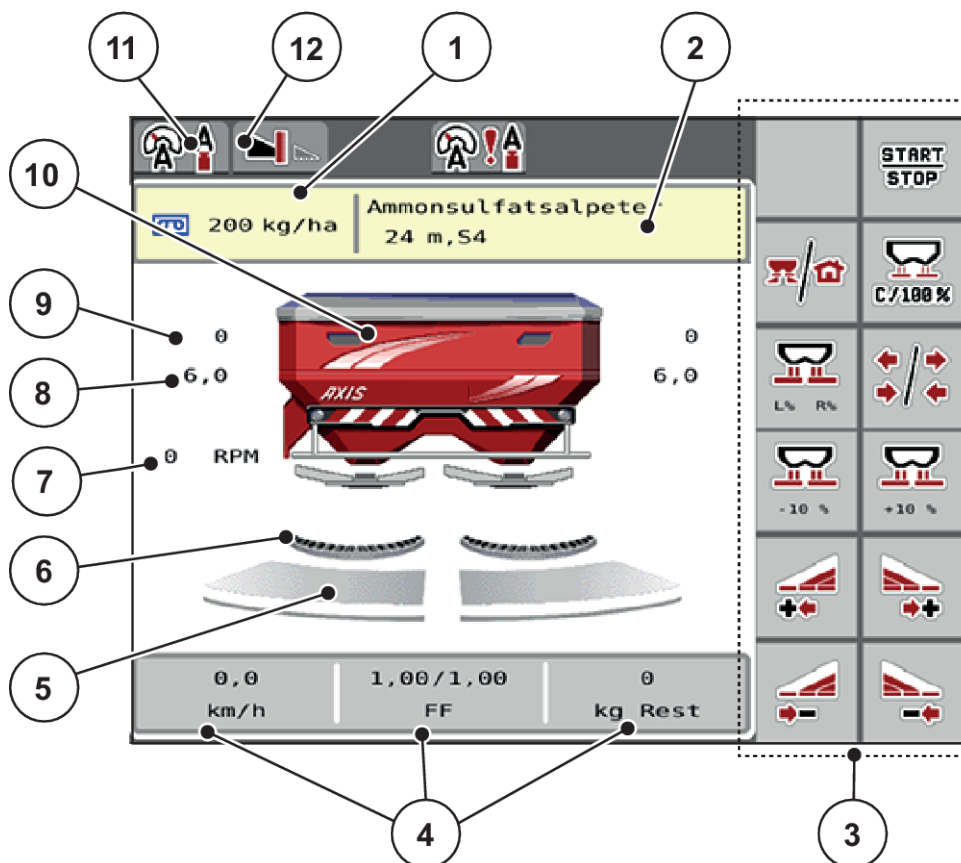 11
12
1
2
START
STOP
10
200 kg/ha
Ammonsulfatsalpeter
24 m,S4
C/100 %
9
0
0
8
6,0
6,0
AXIS
L% R%
7
0 RPM
-10 %
+10 %
6
5
0,0
1,00/1,00
0
km/h
FF
kg Rest
4
3